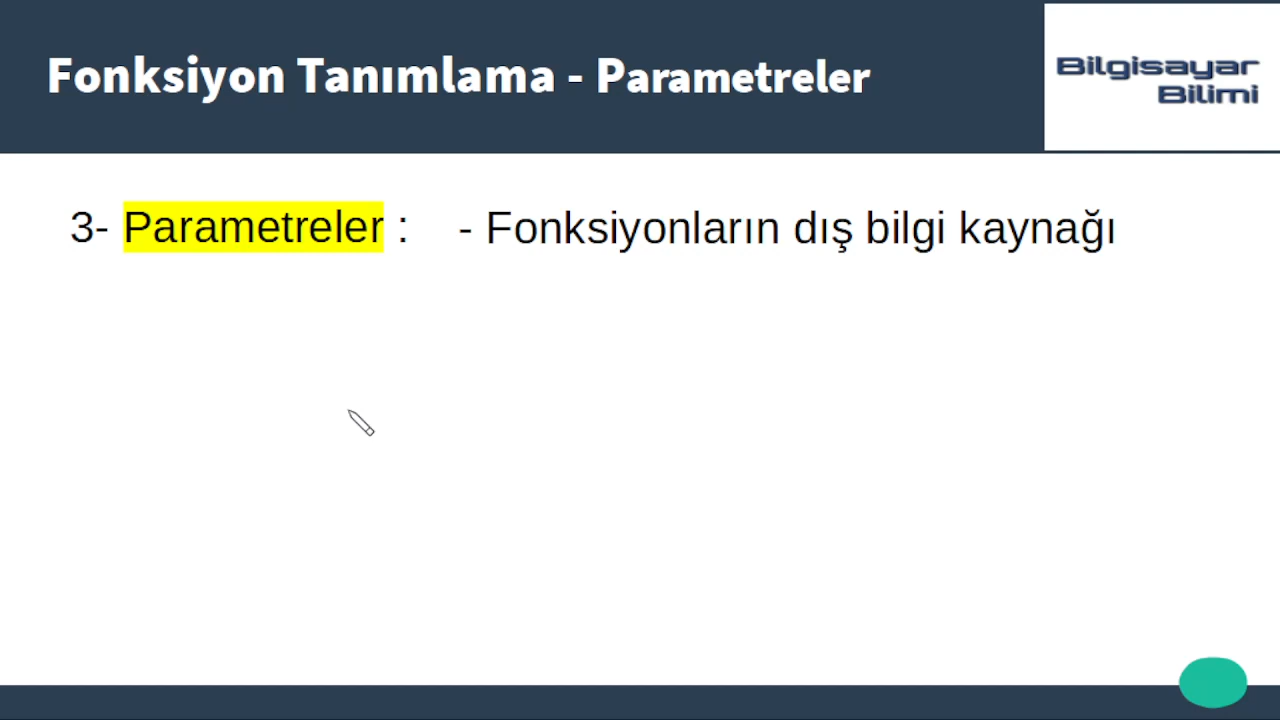 Fonksiyon Tanımlama - Parametreler
Bilgisayar
Bilimi
3- Parametreler : - Fonksiyonların dış bilgi kaynağı